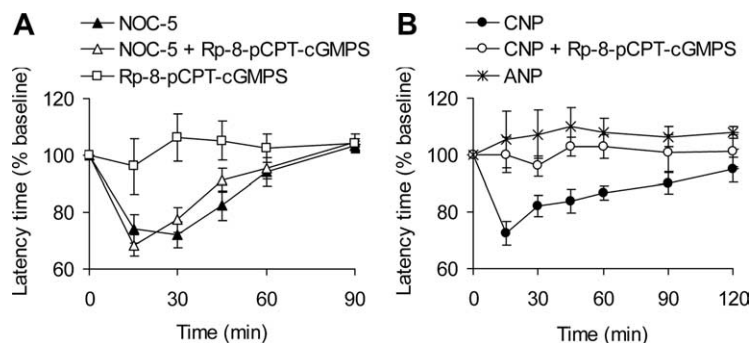 A
NOC-5
NOC-5 + Rp-8-pCPT-cGMPS
Rp-8-pCPT-cGMPS
Latency time (% baseline)
120
100
80
60
0
30
60
90
Time (min)
B
CNP
CNP + Rp-8-pCPT-cGMPS
ANP
Latency time (% baseline)
120
100
80
60
0
30
60
90
120
Time (min)